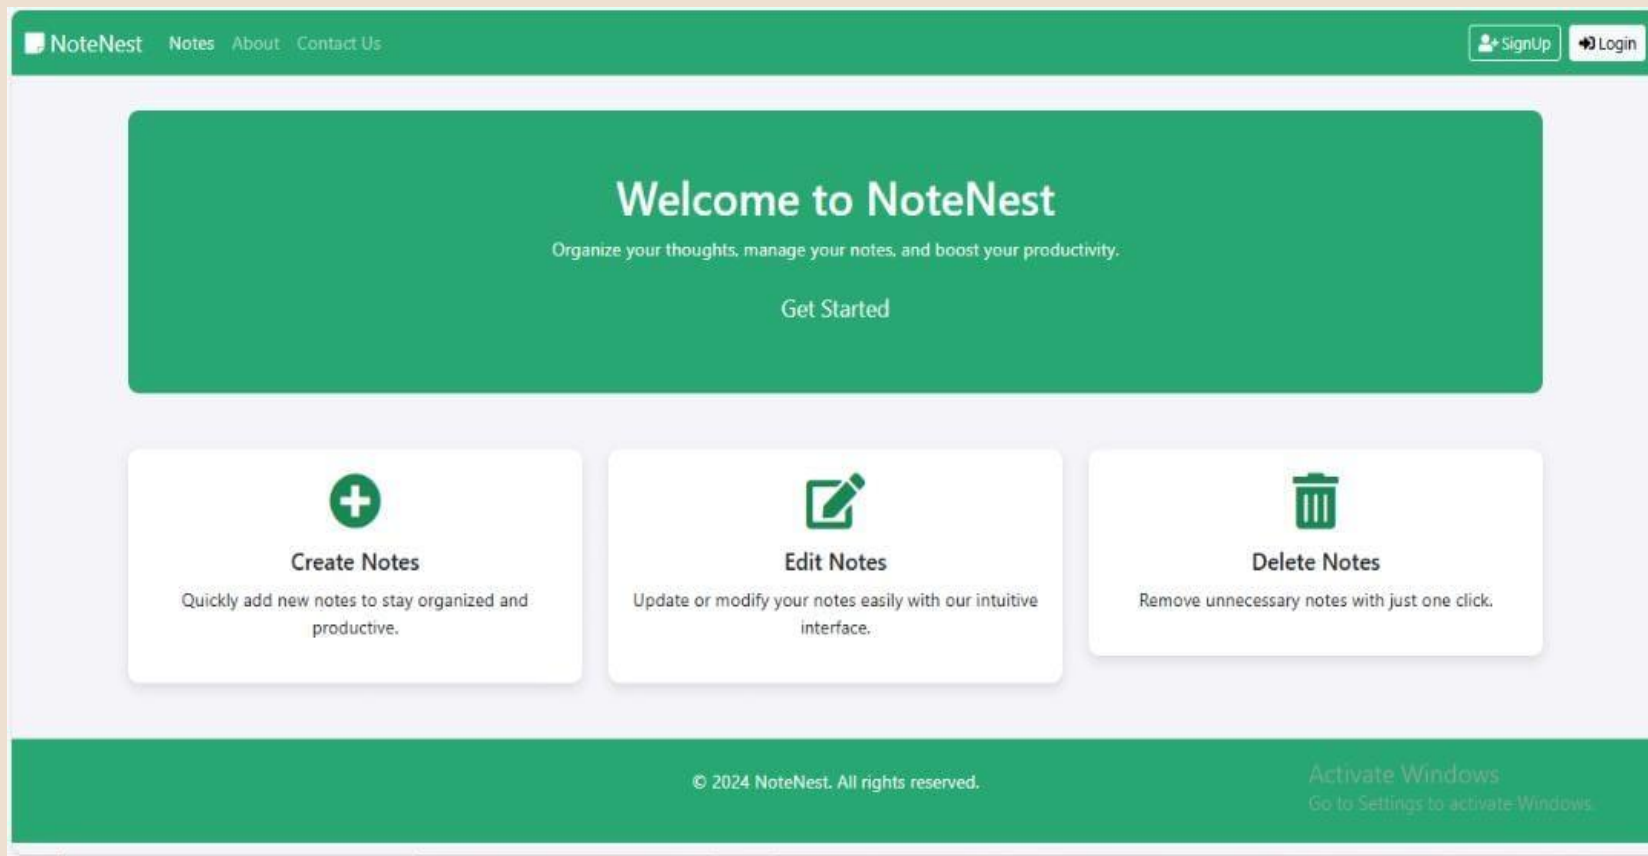 NoteNest Notes About Contact Us SignUp Login
Welcome to NoteNest
Organize your thoughts, manage your notes, and boost your productivity.
Get Started
Create Notes
Quickly add new notes to stay organized and
productive.
Edit Notes
Update or modify your notes easily with our intuitive
interface.
Delete Notes
Remove unnecessary notes with just one click.
© 2024 NoteNest. All rights reserved.
Activate Windows
Go to Settings to activate Windows.